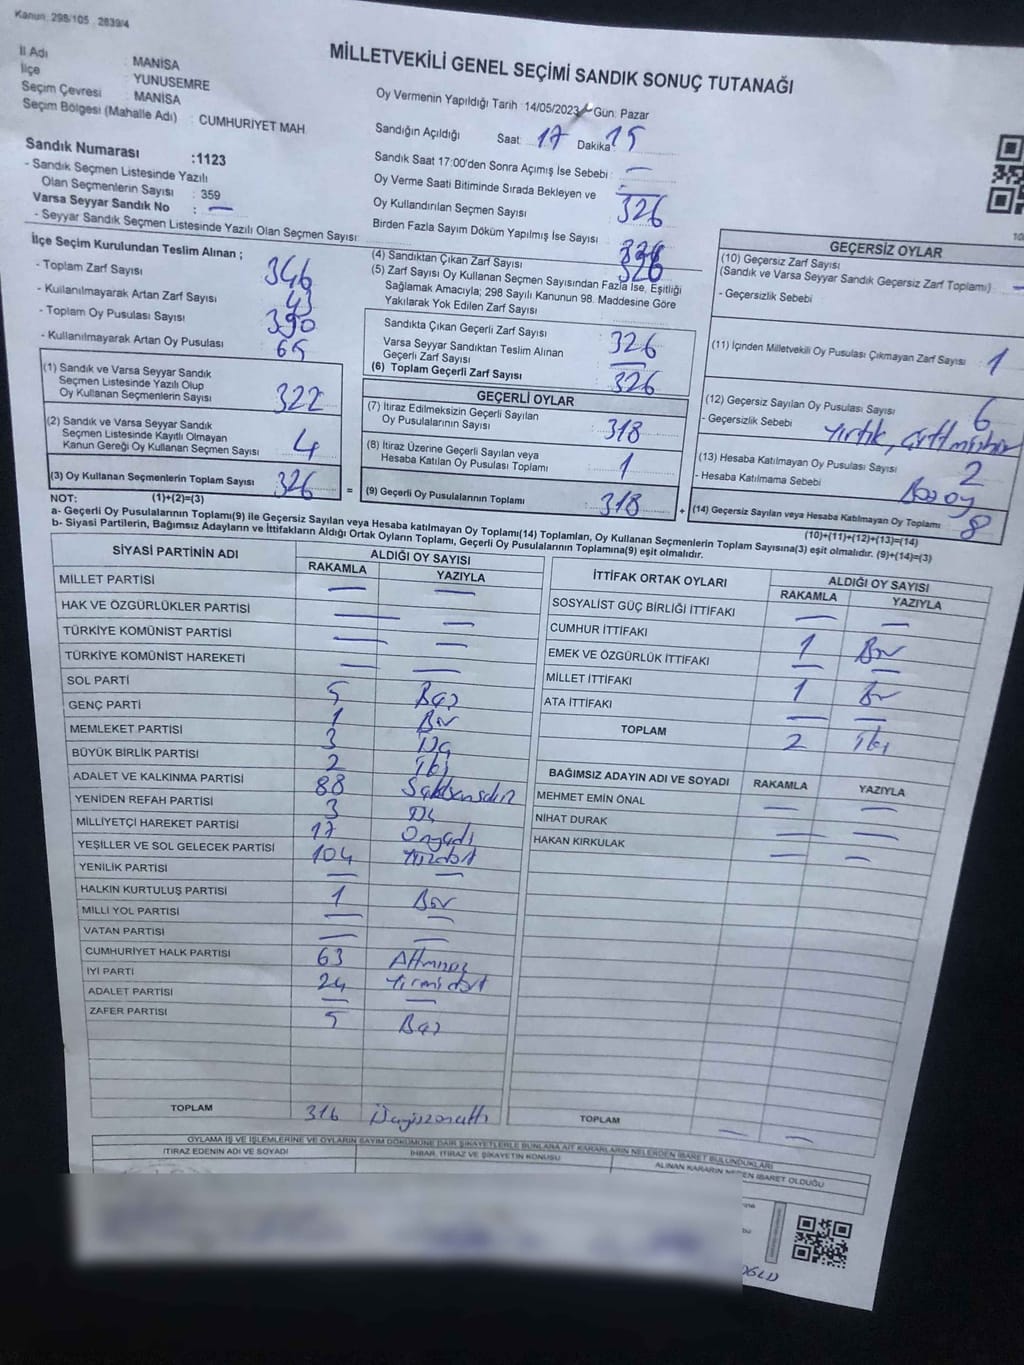 Kanun: 298/105 - 2839/4
MİLLETVEKİLİ GENEL SEÇİMİ SANDIK SONUÇ TUTANAĞI
İl Adı : MANİSA
İlçe : YUNUSEMRE
Seçim Çevresi : MANİSA
Seçim Bölgesi (Mahalle Adı) : CUMHURİYET MAH
Sandık Numarası :1123
- Sandık Seçmen Listesinde Yazılı
Olan Seçmenlerin Sayısı : 359
Varsa Seyyar Sandık No : —
- Seyyar Sandık Seçmen Listesinde Yazılı Olan Seçmen Sayısı:
Oy Vermenin Yapıldığı Tarih :14/05/2023 Gün: Pazar
Sandığın Açıldığı Saat: 17 Dakika: 15
Sandık Saat 17:00'den Sonra Açımış İse Sebebi : —
Oy Verme Saati Bitiminde Sırada Bekleyen ve
Oy Kullandırılan Seçmen Sayısı
326
Birden Fazla Sayım Döküm Yapılmış İse Sayısı
İlçe Seçim Kurulundan Teslim Alınan ;
- Toplam Zarf Sayısı : 346
- Kullanılmayarak Artan Zarf Sayısı : 43
- Toplam Oy Pusulası Sayısı : 390
- Kullanılmayarak Artan Oy Pusulası : 65
(1) Sandık ve Varsa Seyyar Sandık
Seçmen Listesinde Yazılı Olup
Oy Kullanan Seçmenlerin Sayısı 322
(2) Sandık ve Varsa Seyyar Sandık
Seçmen Listesinde Kayıtlı Olmayan
Kanun Gereği Oy Kullanan Seçmen Sayısı 4
(3) Oy Kullanan Seçmenlerin Toplam Sayısı 326 =
(4) Sandıktan Çıkan Zarf Sayısı : 326
(5) Zarf Sayısı Oy Kullanan Seçmen Sayısından Fazla İse, Eşitliği
Sağlamak Amacıyla; 298 Sayılı Kanunun 98. Maddesine Göre
Yakılarak Yok Edilen Zarf Sayısı
Sandıkta Çıkan Geçerli Zarf Sayısı : 326
Varsa Seyyar Sandıktan Teslim Alınan
Geçerli Zarf Sayısı : —
(6) Toplam Geçerli Zarf Sayısı : 326
GEÇERLİ OYLAR
(7) İtiraz Edilmeksizin Geçerli Sayılan
Oy Pusulalarının Sayısı : 318
(8) İtiraz Üzerine Geçerli Sayılan veya
Hesaba Katılan Oy Pusulası Toplamı : 1
(9) Geçerli Oy Pusulalarının Toplamı : 318 +
GEÇERSİZ OYLAR
(10) Geçersiz Zarf Sayısı
(Sandık ve Varsa Seyyar Sandık Geçersiz Zarf Toplamı) : —
- Geçersizlik Sebebi
(11) İçinden Milletvekili Oy Pusulası Çıkmayan Zarf Sayısı : 1
(12) Geçersiz Sayılan Oy Pusulası Sayısı : 6
- Geçersizlik Sebebi : Yırtık,
(13) Hesaba Katılmayan Oy Pusulası Sayısı : 2
- Hesaba Katılmama Sebebi : oy
(14) Geçersiz Sayılan veya Hesaba Katılmayan Oy Toplamı : 8
(10)+(11)+(12)+(13)=(14)
NOT: (1)+(2)=(3)
a- Geçerli Oy Pusulalarının Toplamı(9) ile Geçersiz Sayılan veya Hesaba katılmayan Oy Toplamı(14) Toplamları, Oy Kullanan Seçmenlerin Toplam Sayısına(3) eşit olmalıdır. (9)+(14)=(3)
b- Siyasi Partilerin, Bağımsız Adayların ve İttifakların Aldığı Ortak Oyların Toplamı, Geçerli Oy Pusulalarının Toplamına(9) eşit olmalıdır.
SİYASİ PARTİNİN ADI ALDIĞI OY SAYISI
RAKAMLA YAZIYLA
MİLLET PARTİSİ — —
HAK VE ÖZGÜRLÜKLER PARTİSİ — —
TÜRKİYE KOMÜNİST PARTİSİ — —
TÜRKİYE KOMÜNİST HAREKETİ — —
SOL PARTİ 5 Beş
GENÇ PARTİ 1 Bir
MEMLEKET PARTİSİ 3 Üç
BÜYÜK BİRLİK PARTİSİ 2 İki
ADALET VE KALKINMA PARTİSİ 88 Seksensekiz
YENİDEN REFAH PARTİSİ 3 Üç
MİLLİYETÇİ HAREKET PARTİSİ 17 Onyedi
YEŞİLLER VE SOL GELECEK PARTİSİ 104 Yüzdört
YENİLİK PARTİSİ — —
HALKIN KURTULUŞ PARTİSİ 1 Bir
MİLLİ YOL PARTİSİ — —
VATAN PARTİSİ — —
CUMHURİYET HALK PARTİSİ 63 Altmışüç
İYİ PARTİ 24 Yirmidört
ADALET PARTİSİ — —
ZAFER PARTİSİ 5 Beş
TOPLAM 316 Üçyüzonaltı
İTTİFAK ORTAK OYLARI ALDIĞI OY SAYISI
RAKAMLA YAZIYLA
SOSYALİST GÜÇ BİRLİĞİ İTTİFAKI — —
CUMHUR İTTİFAKI 1 Bir
EMEK VE ÖZGÜRLÜK İTTİFAKI — —
MİLLET İTTİFAKI 1 Bir
ATA İTTİFAKI — —
TOPLAM 2 İki
BAĞIMSIZ ADAYIN ADI VE SOYADI RAKAMLA YAZIYLA
MEHMET EMİN ÖNAL — —
NİHAT DURAK — —
HAKAN KIRKULAK — —
TOPLAM — —
OYLAMA İŞ VE İŞLEMLERİNE VE OYLARIN SAYIM DÖKÜMÜNE DAİR ŞİKAYETLERLE BUNLARA AİT KARARLARIN NELERDEN İBARET BULUNDUKLARI
İTİRAZ EDENİN ADI VE SOYADI İHBAR, İTİRAZ VE ŞİKAYETİN KONUSU ALINAN KARARIN NEDEN İBARET OLDUĞU